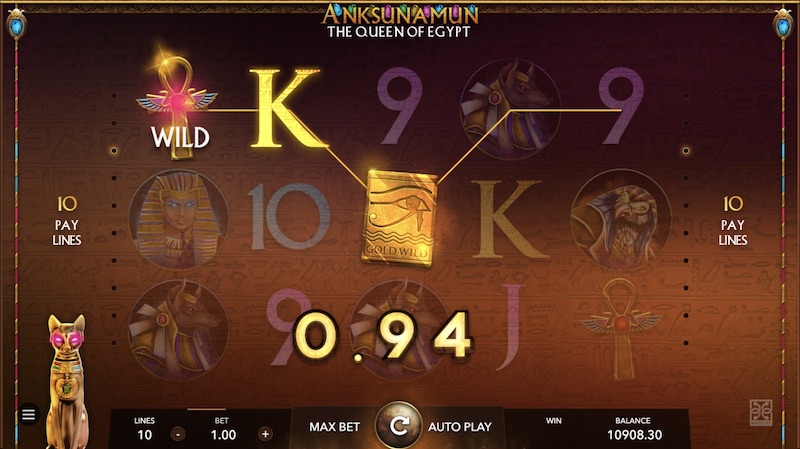 ANKSUNAMUN
THE QUEEN OF EGYPT
WILD K 9 9
10 PAY LINES
10 K
GOLD WILD
10 PAY LINES
9 J
0.94
LINES
10 -
BET
1.00 +
MAX BET
AUTO PLAY
WIN
BALANCE
10908.30